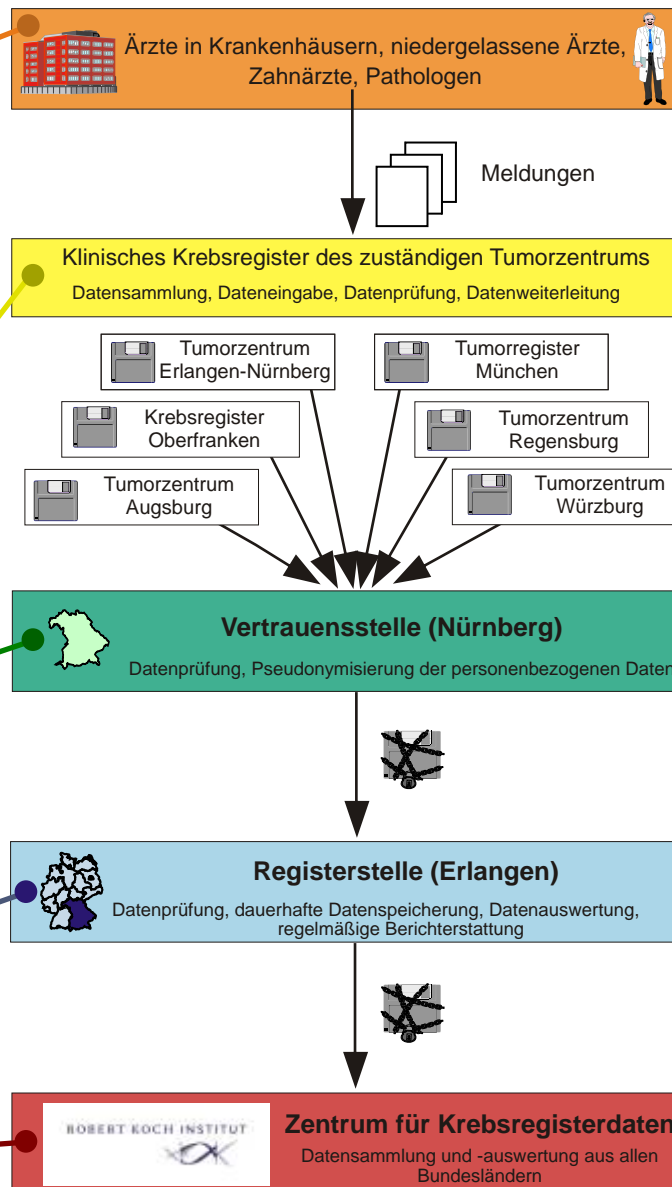 Ärzte in Krankenhäusern, niedergelassene Ärzte,
Zahnärzte, Pathologen
Meldungen
Klinisches Krebsregister des zuständigen Tumorzentrums
Datensammlung, Dateneingabe, Datenprüfung, Datenweiterleitung
Tumorzentrum
Erlangen-Nürnberg
Tumorregister
München
Krebsregister
Oberfranken
Tumorzentrum
Regensburg
Tumorzentrum
Augsburg
Tumorzentrum
Würzburg
Vertrauensstelle (Nürnberg)
Datenprüfung, Pseudonymisierung der personenbezogenen Daten
Registerstelle (Erlangen)
Datenprüfung, dauerhafte Datenspeicherung, Datenauswertung,
regelmäßige Berichterstattung
ROBERT KOCH INSTITUT
Zentrum für Krebsregisterdaten
Datensammlung und -auswertung aus allen
Bundesländern